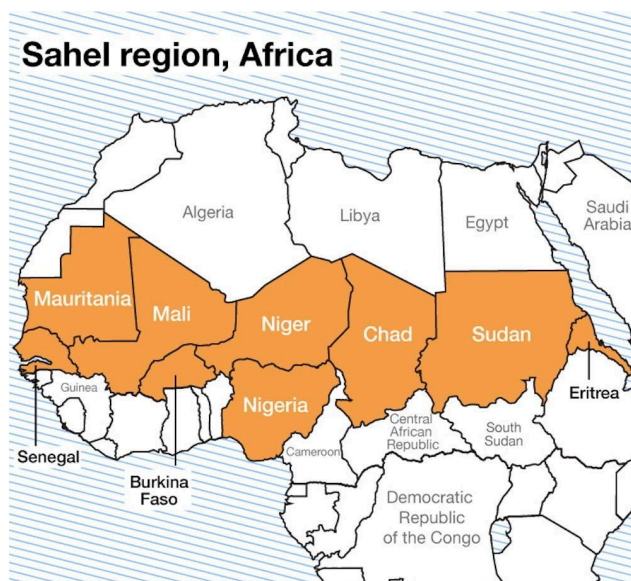 Sahel region, Africa
Algeria
Libya
Egypt
Saudi
Arabia
Mauritania
Mali
Niger
Chad
Sudan
Eritrea
Guinea
Nigeria
Senegal
Burkina
Faso
Cameroon
Central
African
Republic
South
Sudan
Democratic
Republic
of the Congo